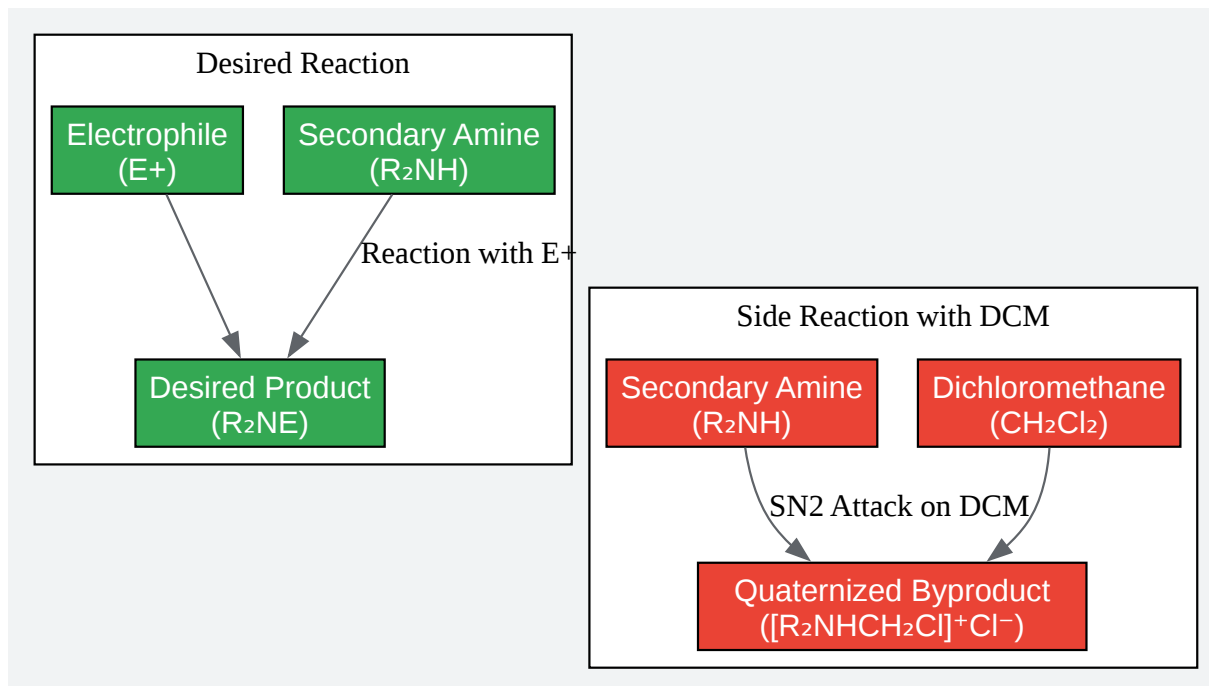 Desired Reaction
Electrophile
(E+)
Secondary Amine
(R₂NH)
Reaction with E+
Desired Product
(R₂NE)
Side Reaction with DCM
Secondary Amine
(R₂NH)
Dichloromethane
(CH₂Cl₂)
SN2 Attack on DCM
Quaternized Byproduct
([R₂NHCH₂Cl]⁺Cl⁻)